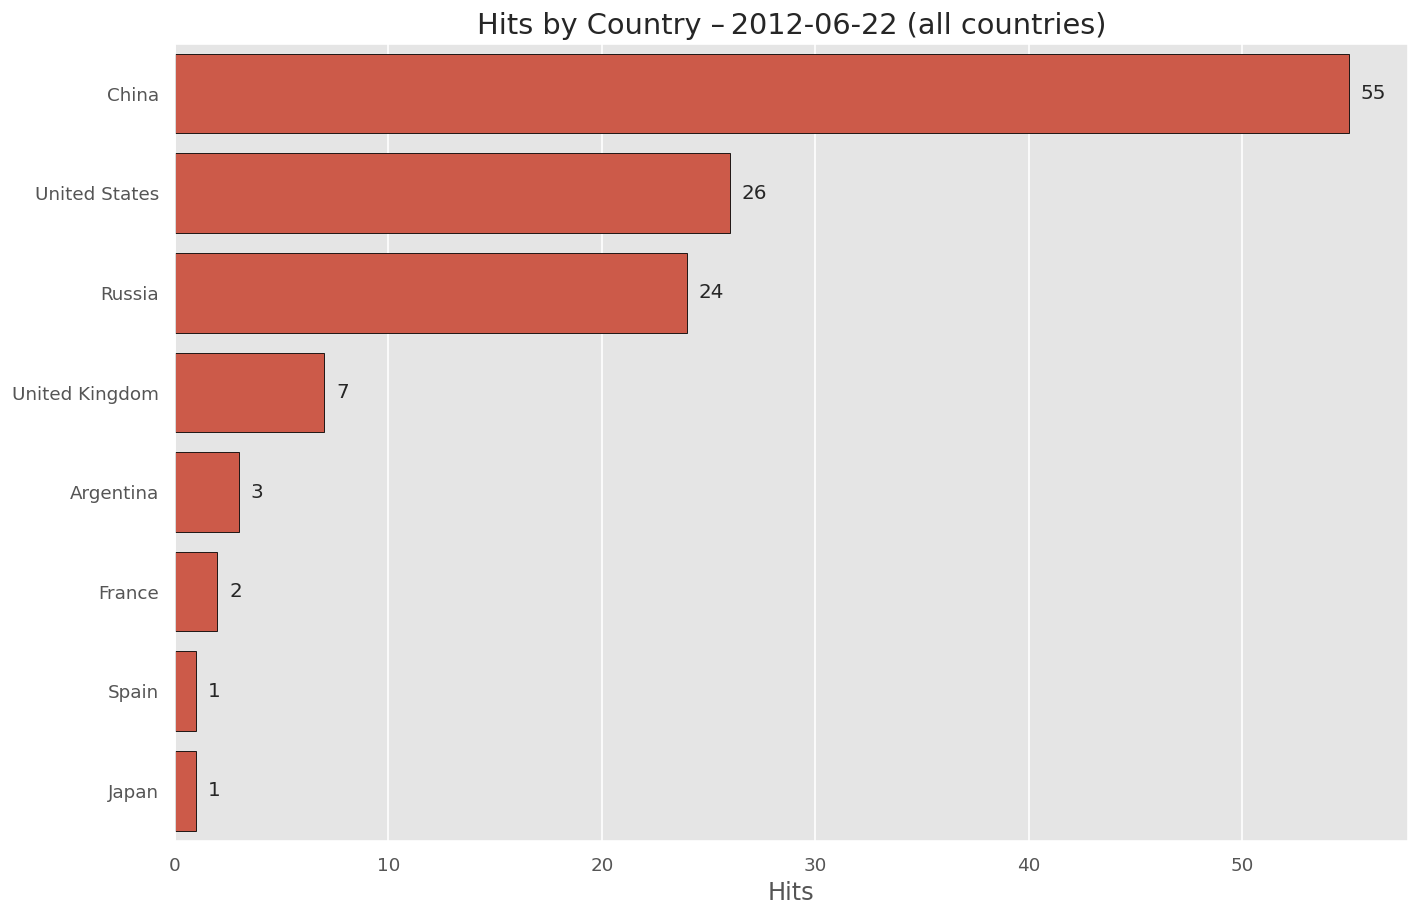 Hits by Country – 2012-06-22 (all countries)
China 55
United States 26
Russia 24
United Kingdom 7
Argentina 3
France 2
Spain 1
Japan 1
0 10 20 30 40 50
Hits